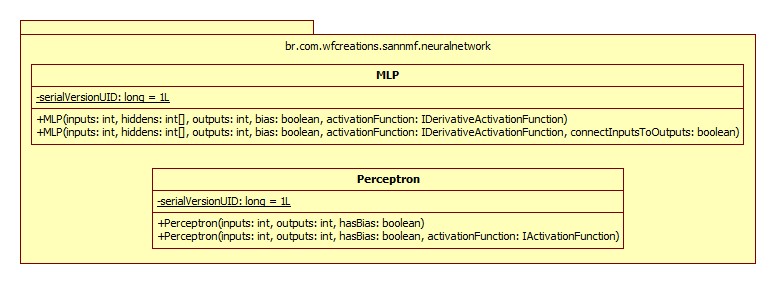 br.com.wfcreations.sannmf.neuralnetwork
MLP
-serialVersionUID: long = 1L
+MLP(inputs: int, hiddens: int[], outputs: int, bias: boolean, activationFunction: IDerivativeActivationFunction)
+MLP(inputs: int, hiddens: int[], outputs: int, bias: boolean, activationFunction: IDerivativeActivationFunction, connectInputsToOutputs: boolean)
Perceptron
-serialVersionUID: long = 1L
+Perceptron(inputs: int, outputs: int, hasBias: boolean)
+Perceptron(inputs: int, outputs: int, hasBias: boolean, activationFunction: IActivationFunction)